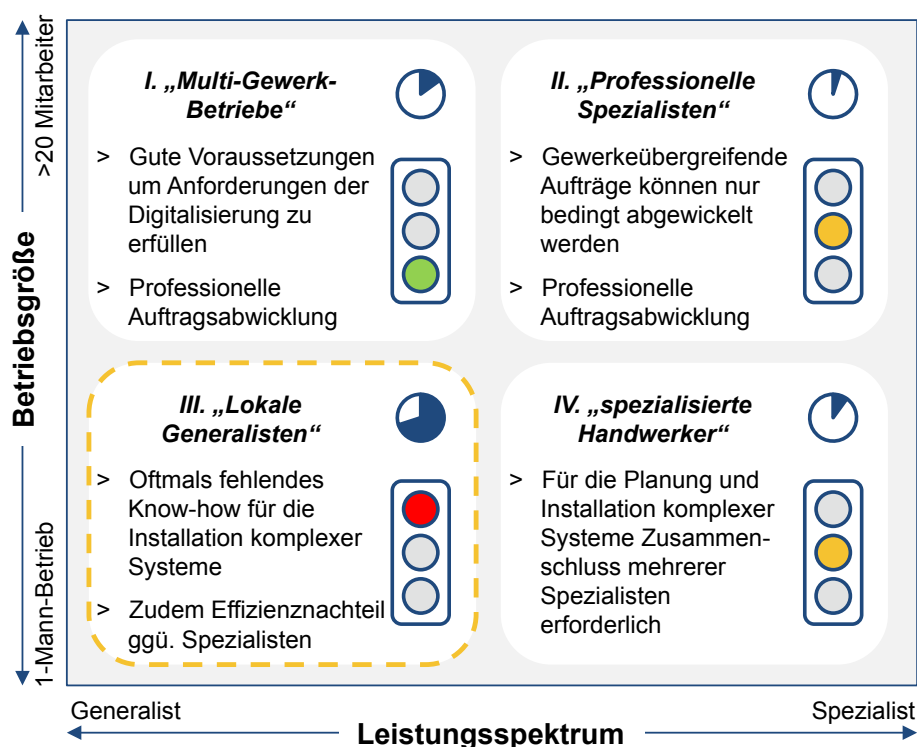 >20 Mitarbeiter
Betriebsgröße
1-Mann-Betrieb
I. „Multi-Gewerk-
Betriebe“
> Gute Voraussetzungen
um Anforderungen der
Digitalisierung zu
erfüllen
> Professionelle
Auftragsabwicklung
II. „Professionelle
Spezialisten“
> Gewerkeübergreifende
Aufträge können nur
bedingt abgewickelt
werden
> Professionelle
Auftragsabwicklung
III. „Lokale
Generalisten“
> Oftmals fehlendes
Know-how für die
Installation komplexer
Systeme
> Zudem Effizienznachteil
ggü. Spezialisten
IV. „spezialisierte
Handwerker“
> Für die Planung und
Installation komplexer
Systeme Zusammen-
schluss mehrerer
Spezialisten
erforderlich
Generalist
Leistungsspektrum
Spezialist